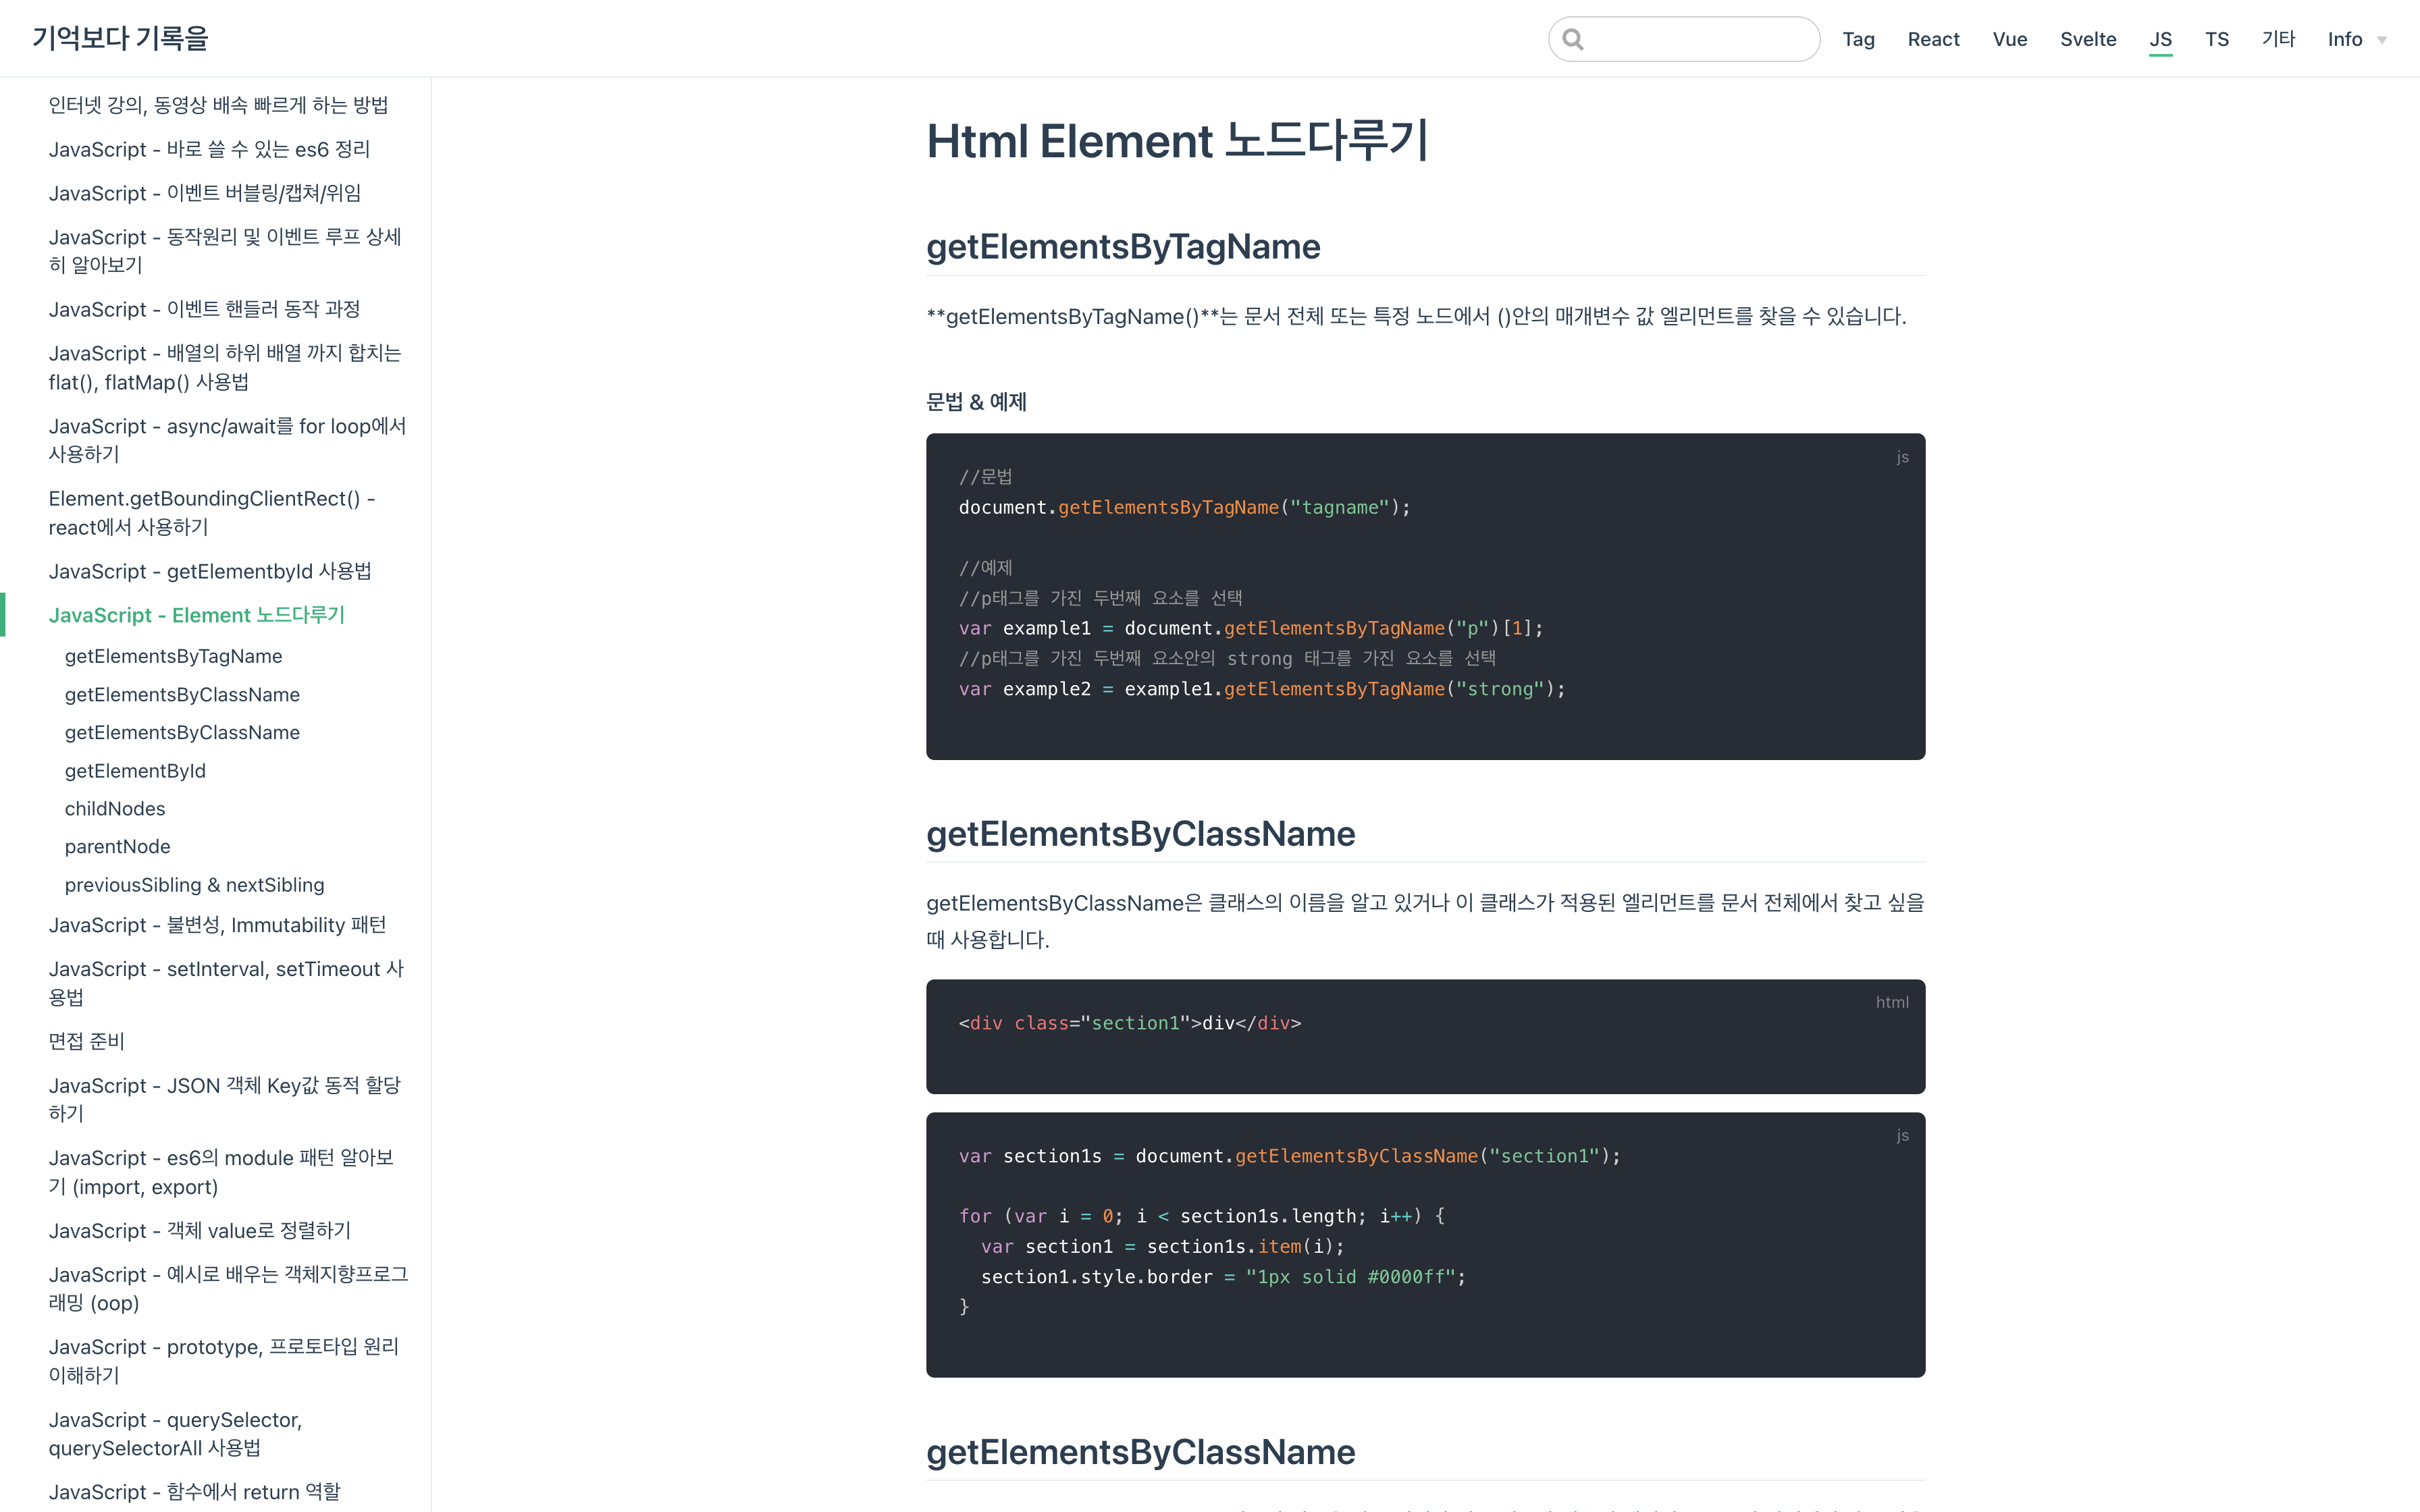 기억보다 기록을
Tag
React
Vue
Svelte
JS
TS
기타
Info
인터넷 강의, 동영상 배속 빠르게 하는 방법
JavaScript - 바로 쓸 수 있는 es6 정리
JavaScript - 이벤트 버블링/캡쳐/위임
JavaScript - 동작원리 및 이벤트 루프 상세
히 알아보기
JavaScript - 이벤트 핸들러 동작 과정
JavaScript - 배열의 하위 배열 까지 합치는
flat(), flatMap() 사용법
JavaScript - async/await를 for loop에서
사용하기
Element.getBoundingClientRect() -
react에서 사용하기
JavaScript - getElementbyId 사용법
JavaScript - Element 노드다루기
getElementsByTagName
getElementsByClassName
getElementsByClassName
getElementById
childNodes
parentNode
previousSibling & nextSibling
JavaScript - 불변성, Immutability 패턴
JavaScript - setInterval, setTimeout 사
용법
면접 준비
JavaScript - JSON 객체 Key값 동적 할당
하기
JavaScript - es6의 module 패턴 알아보
기 (import, export)
JavaScript - 객체 value로 정렬하기
JavaScript - 예시로 배우는 객체지향프로그
래밍 (oop)
JavaScript - prototype, 프로토타입 원리
이해하기
JavaScript - querySelector,
querySelectorAll 사용법
JavaScript - 함수에서 return 역할
Html Element 노드다루기
getElementsByTagName
**getElementsByTagName()**는 문서 전체 또는 특정 노드에서 ()안의 매개변수 값 엘리먼트를 찾을 수 있습니다.
문법 & 예제
js
//문법
document.getElementsByTagName("tagname");
//예제
//p태그를 가진 두번째 요소를 선택
var example1 = document.getElementsByTagName("p")[1];
//p태그를 가진 두번째 요소안의 strong 태그를 가진 요소를 선택
var example2 = example1.getElementsByTagName("strong");
getElementsByClassName
getElementsByClassName은 클래스의 이름을 알고 있거나 이 클래스가 적용된 엘리먼트를 문서 전체에서 찾고 싶을
때 사용합니다.
html
<div class="section1">div</div>
js
var section1s = document.getElementsByClassName("section1");
for (var i = 0; i < section1s.length; i++) {
  var section1 = section1s.item(i);
  section1.style.border = "1px solid #0000ff";
}
getElementsByClassName